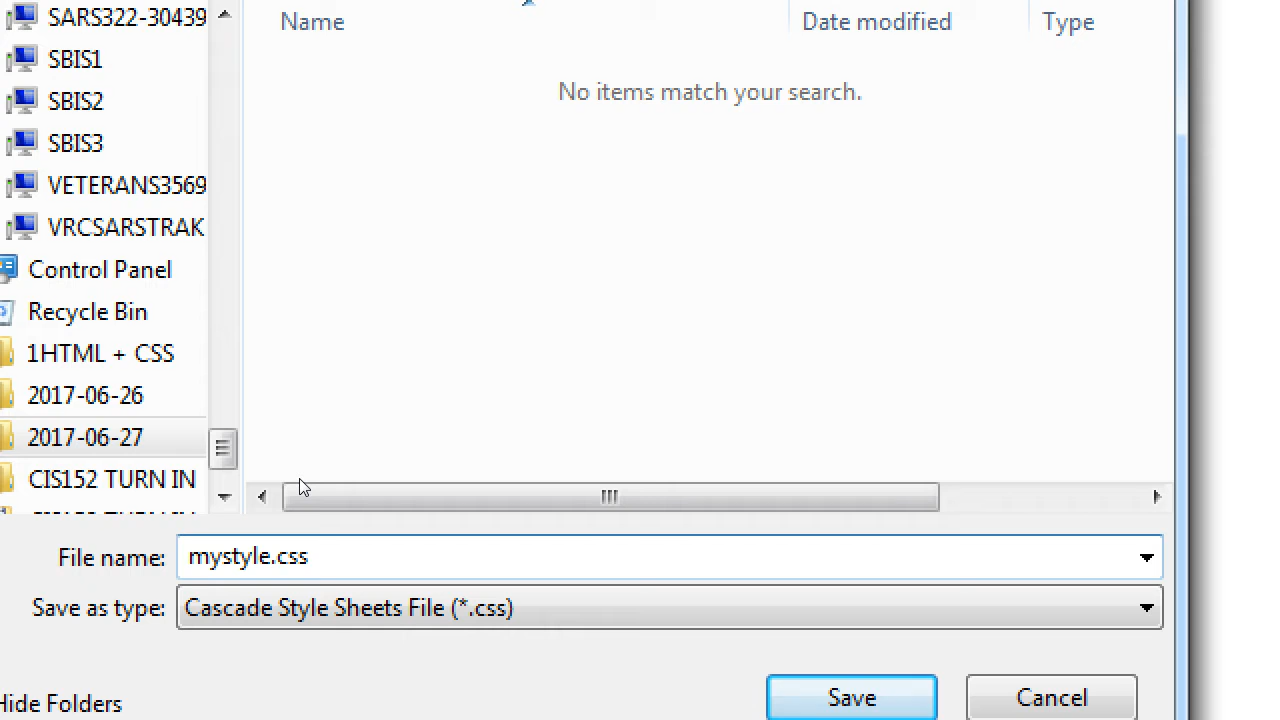 SARS322-30439
SBIS1
SBIS2
SBIS3
VETERANS3569
VRCSARSTRAK
Control Panel
Recycle Bin
1HTML + CSS
2017-06-26
2017-06-27
CIS152 TURN IN
Name
Date modified
Type
No items match your search.
File name: mystyle.css
Save as type: Cascade Style Sheets File (*.css)
Hide Folders
Save
Cancel